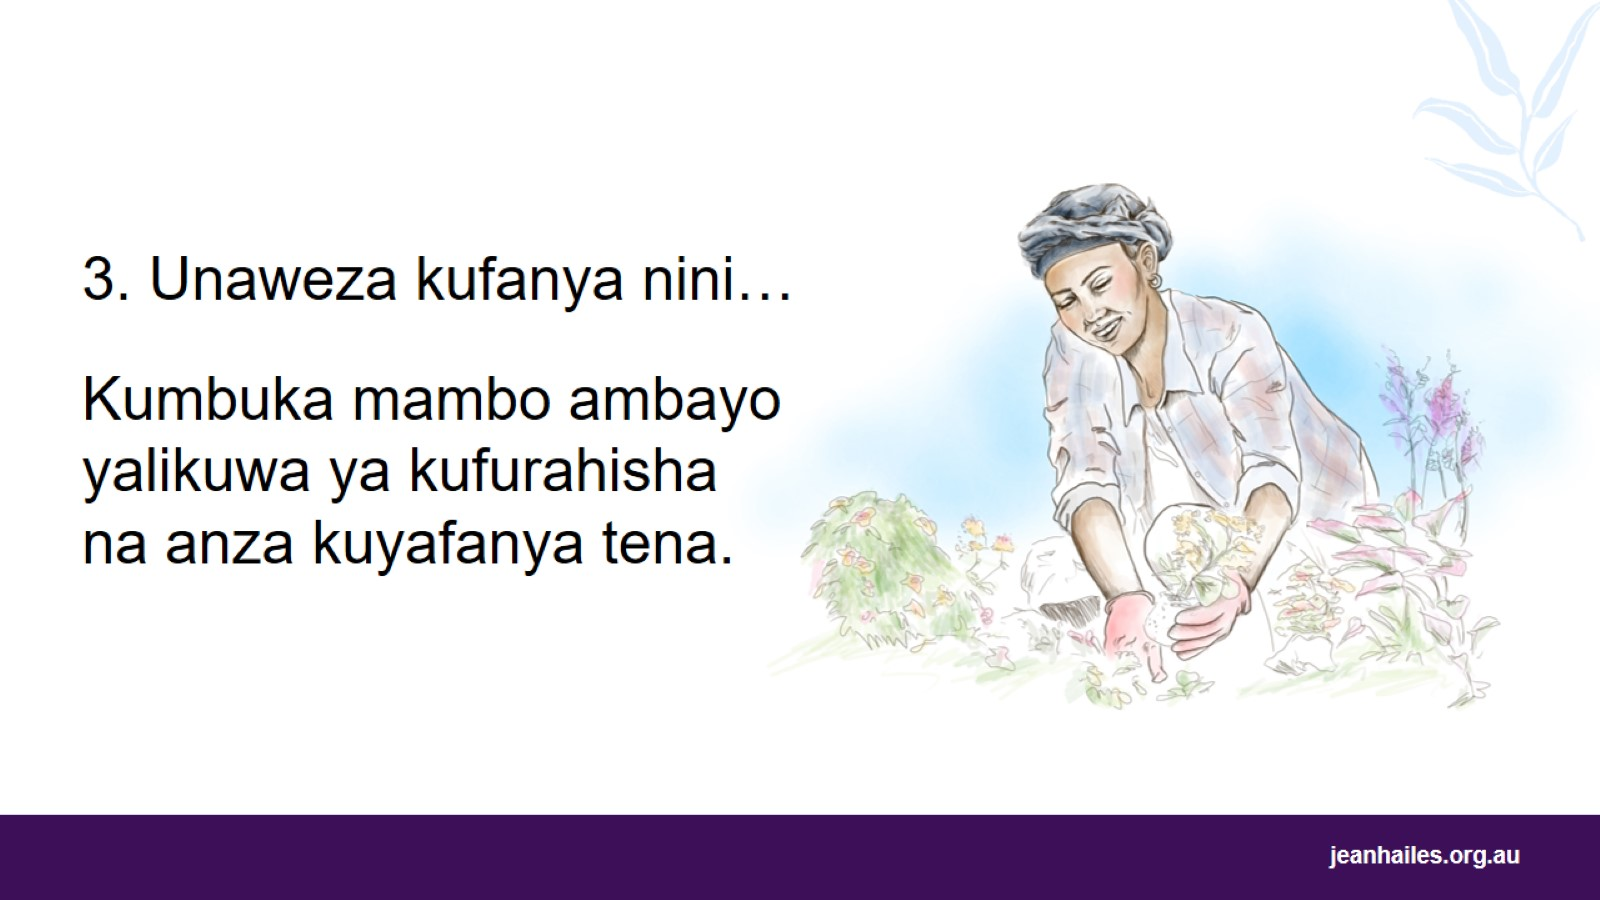 3. Unaweza kufanya nini…
Kumbuka mambo ambayo
yalikuwa ya kufurahisha
na anza kuyafanya tena.
jeanhailes.org.au